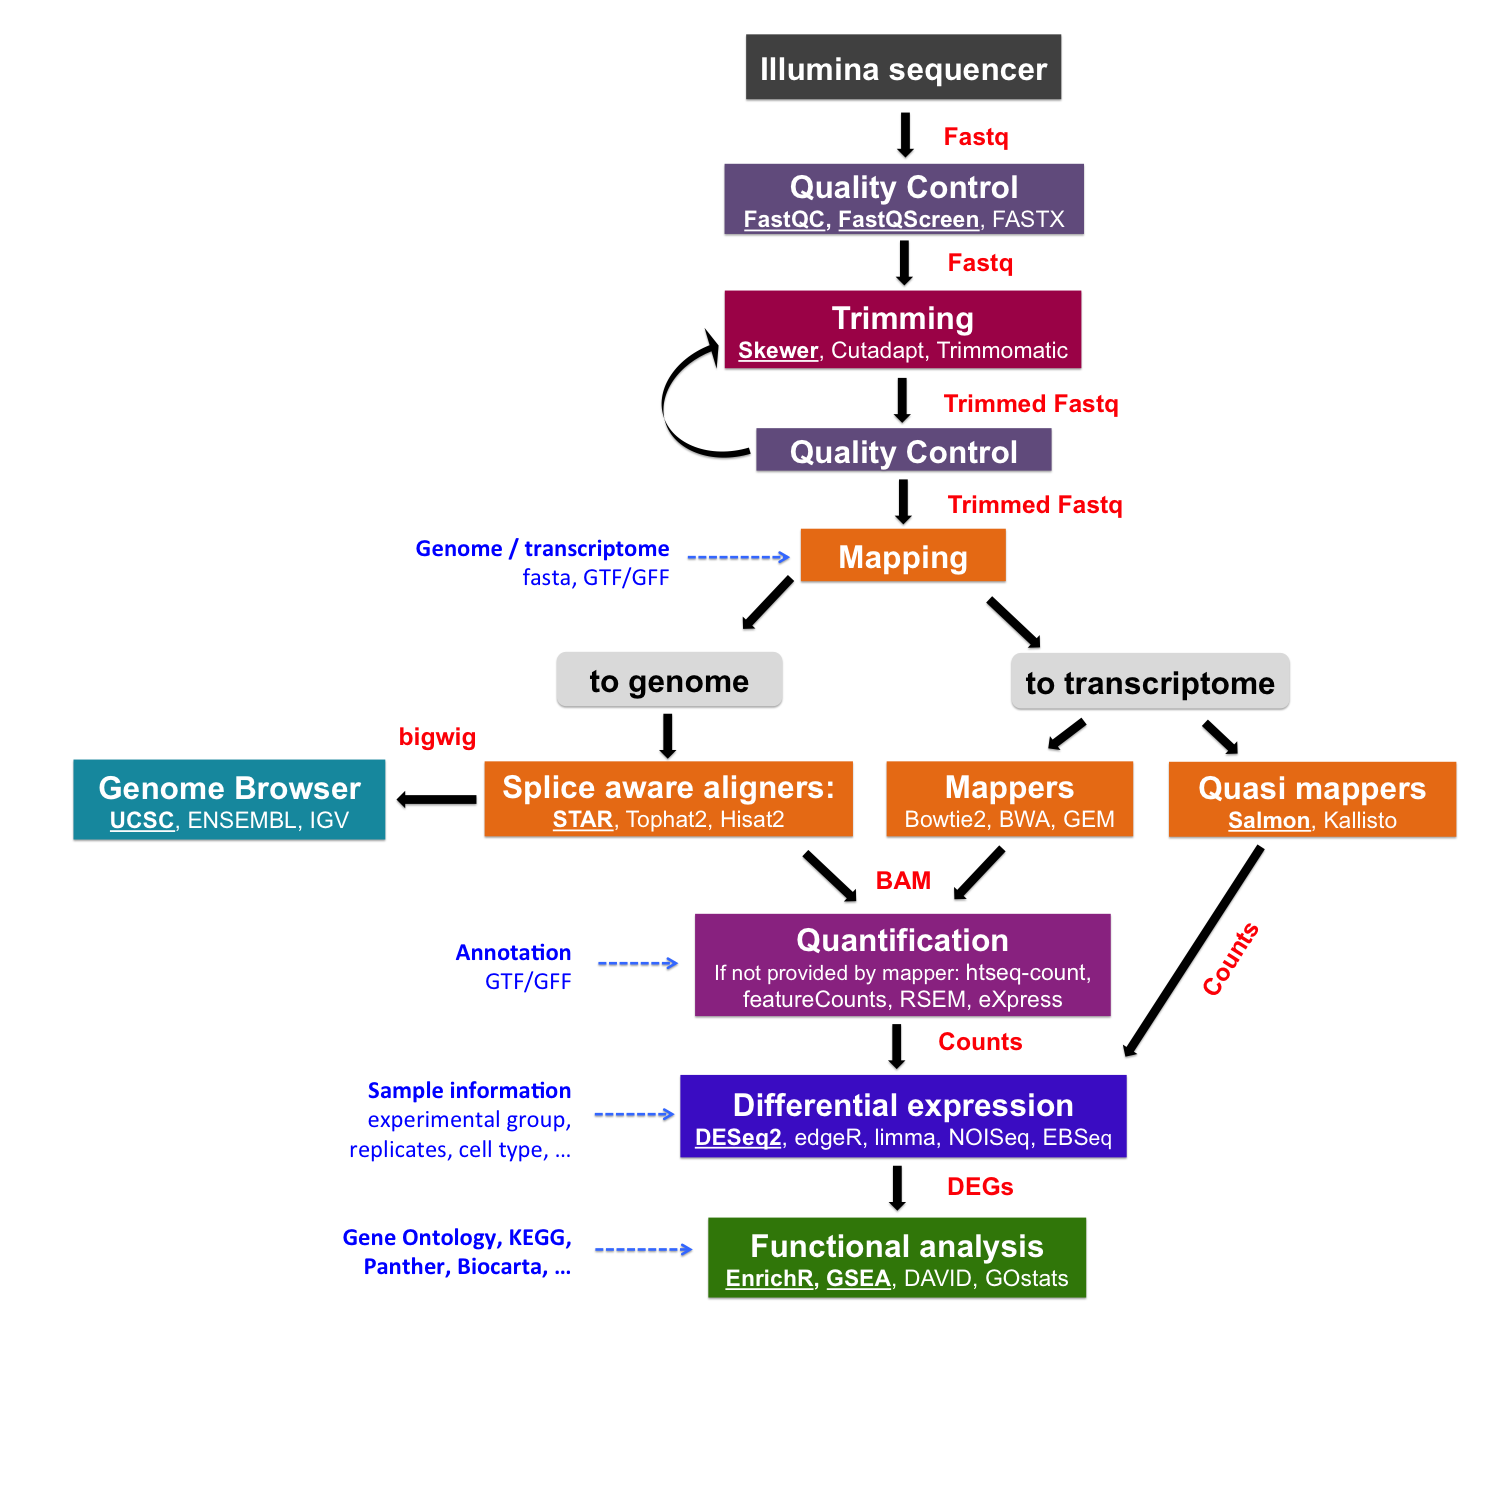 Illumina sequencer
Fastq
Quality Control
FastQC, FastQScreen, FASTX
Fastq
Trimming
Skewer, Cutadapt, Trimmomatic
Trimmed Fastq
Quality Control
Trimmed Fastq
Genome / transcriptome
fasta, GTF/GFF
Mapping
to genome
to transcriptome
bigwig
Genome Browser
UCSC, ENSEMBL, IGV
Splice aware aligners:
STAR, Tophat2, Hisat2
Mappers
Bowtie2, BWA, GEM
Quasi mappers
Salmon, Kallisto
BAM
Counts
Annotation
GTF/GFF
Quantification
If not provided by mapper: htseq-count,
featureCounts, RSEM, eXpress
Counts
Sample information
experimental group,
replicates, cell type, ...
Differential expression
DESeq2, edgeR, limma, NOISeq, EBSeq
DEGs
Gene Ontology, KEGG,
Panther, Biocarta, ...
Functional analysis
EnrichR, GSEA, DAVID, GOstats